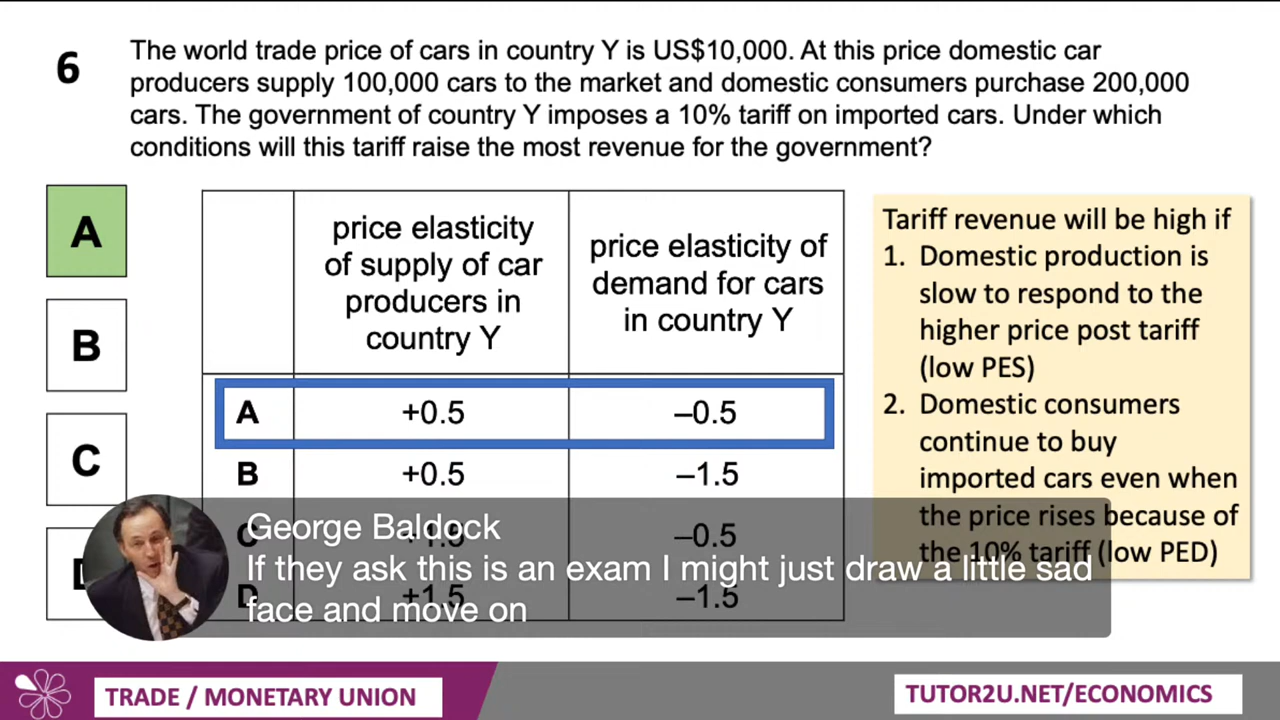 6
The world trade price of cars in country Y is US$10,000. At this price domestic car
producers supply 100,000 cars to the market and domestic consumers purchase 200,000
cars. The government of country Y imposes a 10% tariff on imported cars. Under which
conditions will this tariff raise the most revenue for the government?
A
B
C
D
price elasticity
of supply of car
producers in
country Y
price elasticity of
demand for cars
in country Y
A +0.5 –0.5
B +0.5 –1.5
C +1.5 –0.5
D +1.5 –1.5
Tariff revenue will be high if
1. Domestic production is
slow to respond to the
higher price post tariff
(low PES)
2. Domestic consumers
continue to buy
imported cars even when
the price rises because of
the 10% tariff (low PED)
George Baldock
If they ask this is an exam I might just draw a little sad
face and move on
TRADE / MONETARY UNION
TUTOR2U.NET/ECONOMICS